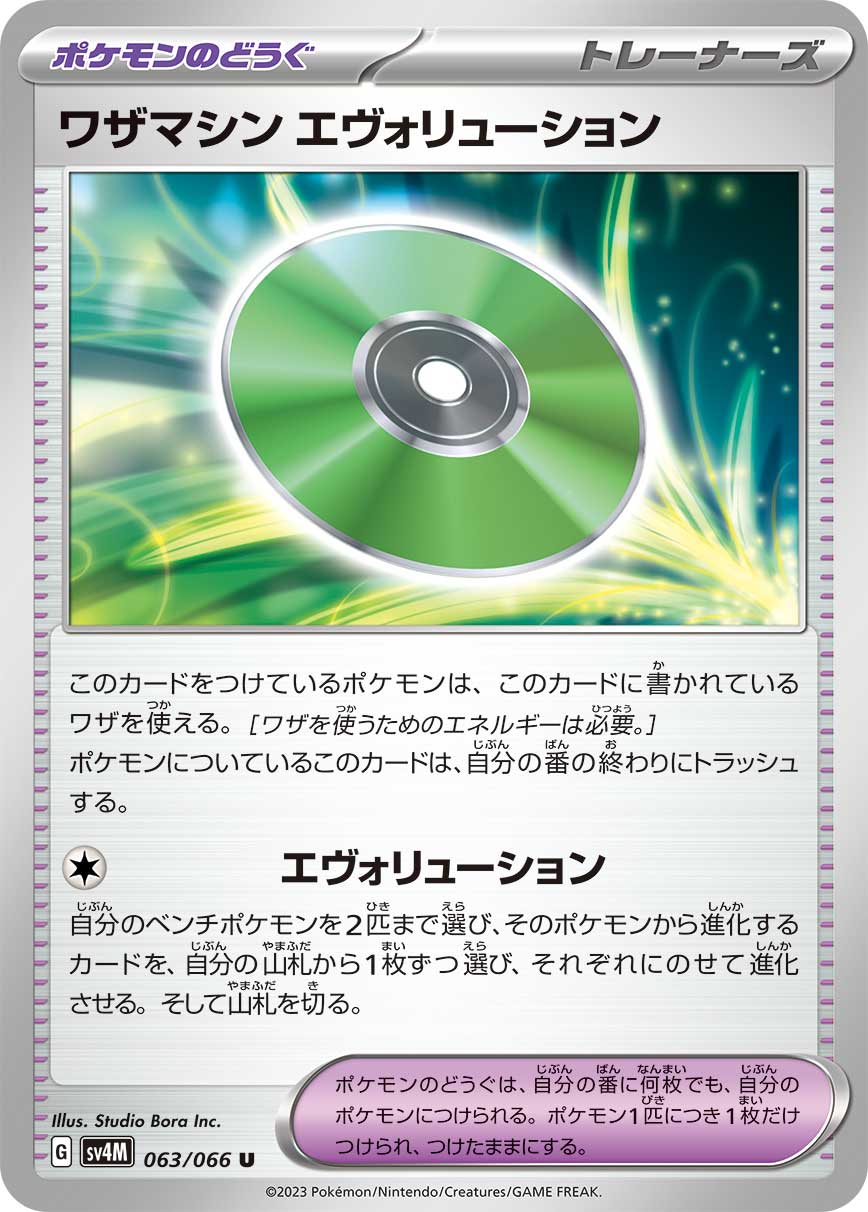 ポケモンのどうぐ
トレーナーズ
ワザマシン エヴォリューション
このカードをつけているポケモンは、このカードに書かれている
ワザを使える。［ワザを使うためのエネルギーは必要。］
ポケモンについているこのカードは、自分の番の終わりにトラッシュ
する。
エヴォリューション
自分のベンチポケモンを2匹まで選び、そのポケモンから進化する
カードを、自分の山札から1枚ずつ選び、それぞれにのせて進化
させる。そして山札を切る。
ポケモンのどうぐは、自分の番に何枚でも、自分の
ポケモンにつけられる。ポケモン1匹につき1枚だけ
つけられ、つけたままにする。
Illus. Studio Bora Inc.
G SV4M 063/066 U
©2023 Pokémon/Nintendo/Creatures/GAME FREAK.